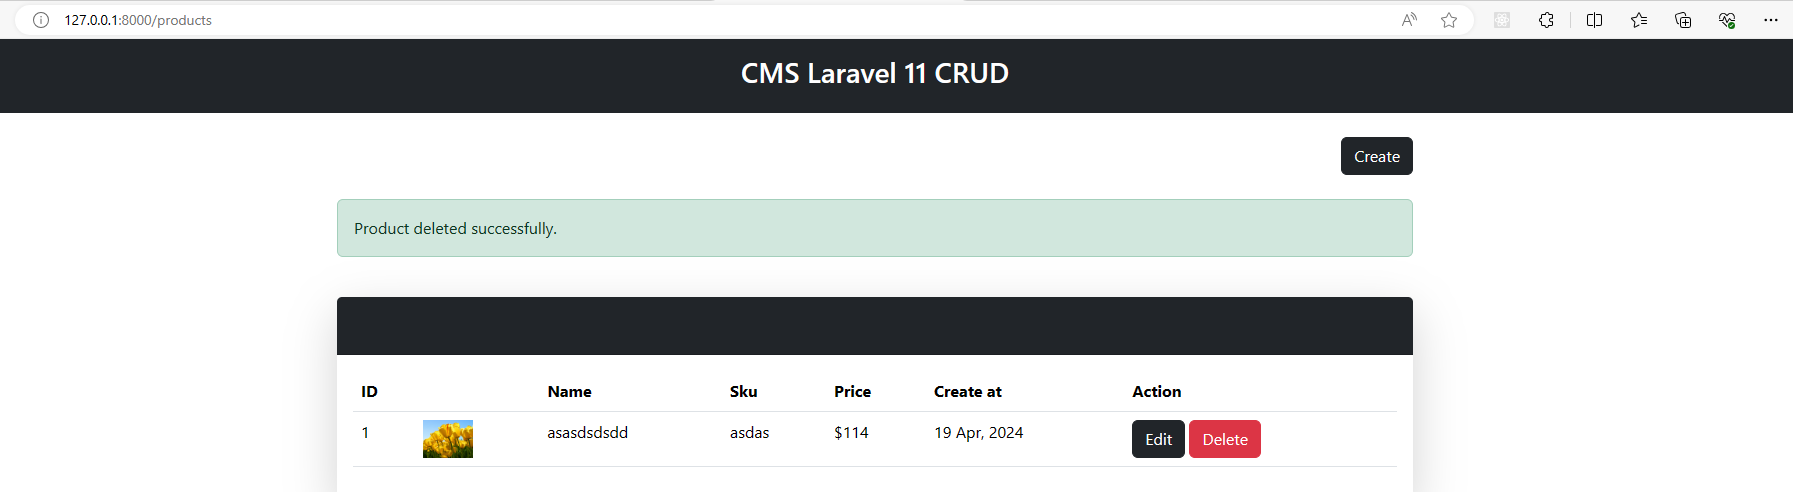 127.0.0.1:8000/products
CMS Laravel 11 CRUD
Create
Product deleted successfully.
ID Name Sku Price Create at Action
1 asasdsdsdd asdas $114 19 Apr, 2024 Edit Delete